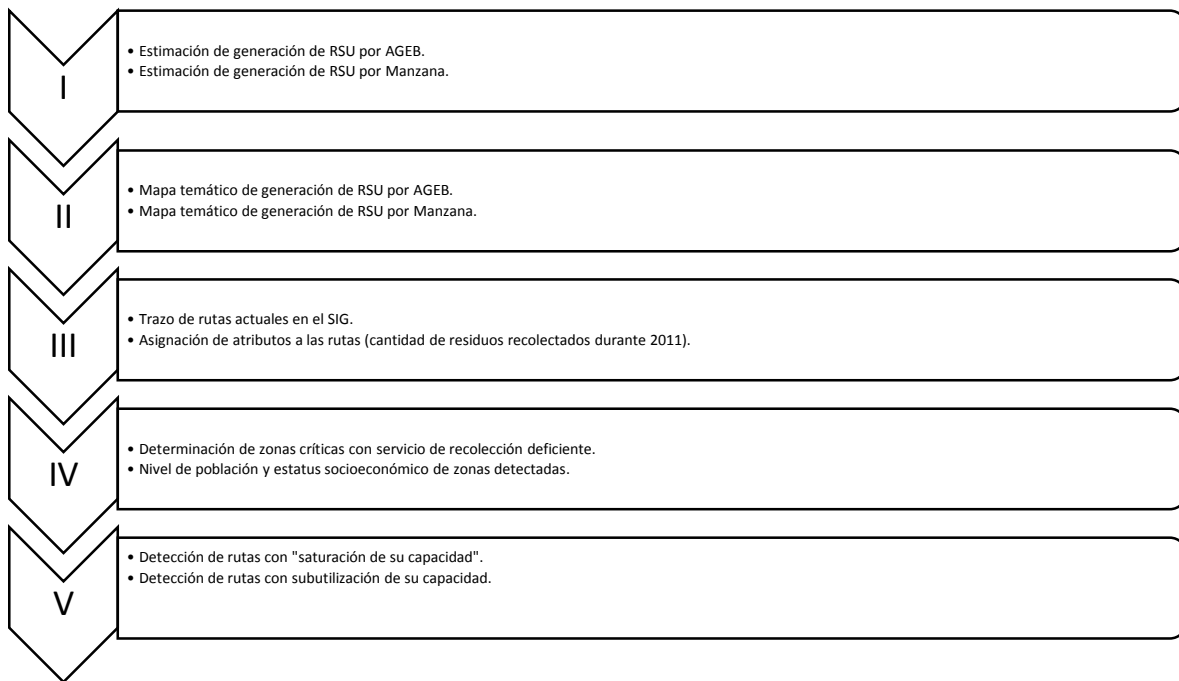 I
• Estimación de generación de RSU por AGEB.
• Estimación de generación de RSU por Manzana.
II
• Mapa temático de generación de RSU por AGEB.
• Mapa temático de generación de RSU por Manzana.
III
• Trazo de rutas actuales en el SIG.
• Asignación de atributos a las rutas (cantidad de residuos recolectados durante 2011).
IV
• Determinación de zonas críticas con servicio de recolección deficiente.
• Nivel de población y estatus socioeconómico de zonas detectadas.
V
• Detección de rutas con "saturación de su capacidad".
• Detección de rutas con subutilización de su capacidad.